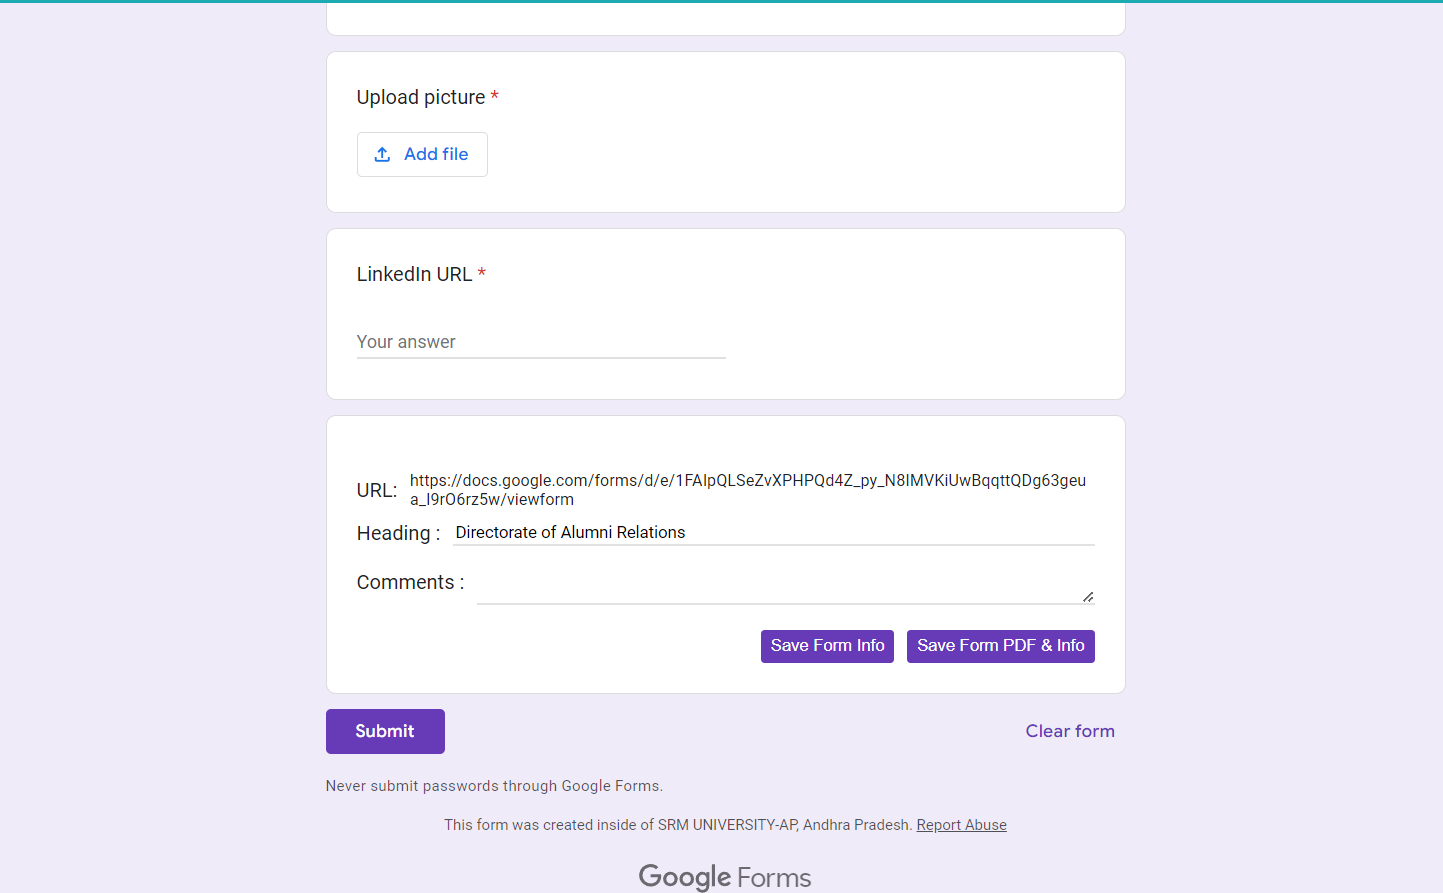 Upload picture *
Add file
LinkedIn URL *
Your answer
URL:
https://docs.google.com/forms/d/e/1FAIpQLSeZvXPHPQd4Z_py_N8IMVKiUwBqqttQDg63geu
a_I9rO6rz5w/viewform
Heading : Directorate of Alumni Relations
Comments :
Save Form Info Save Form PDF & Info
Submit Clear form
Never submit passwords through Google Forms.
This form was created inside of SRM UNIVERSITY-AP, Andhra Pradesh. Report Abuse
Google Forms